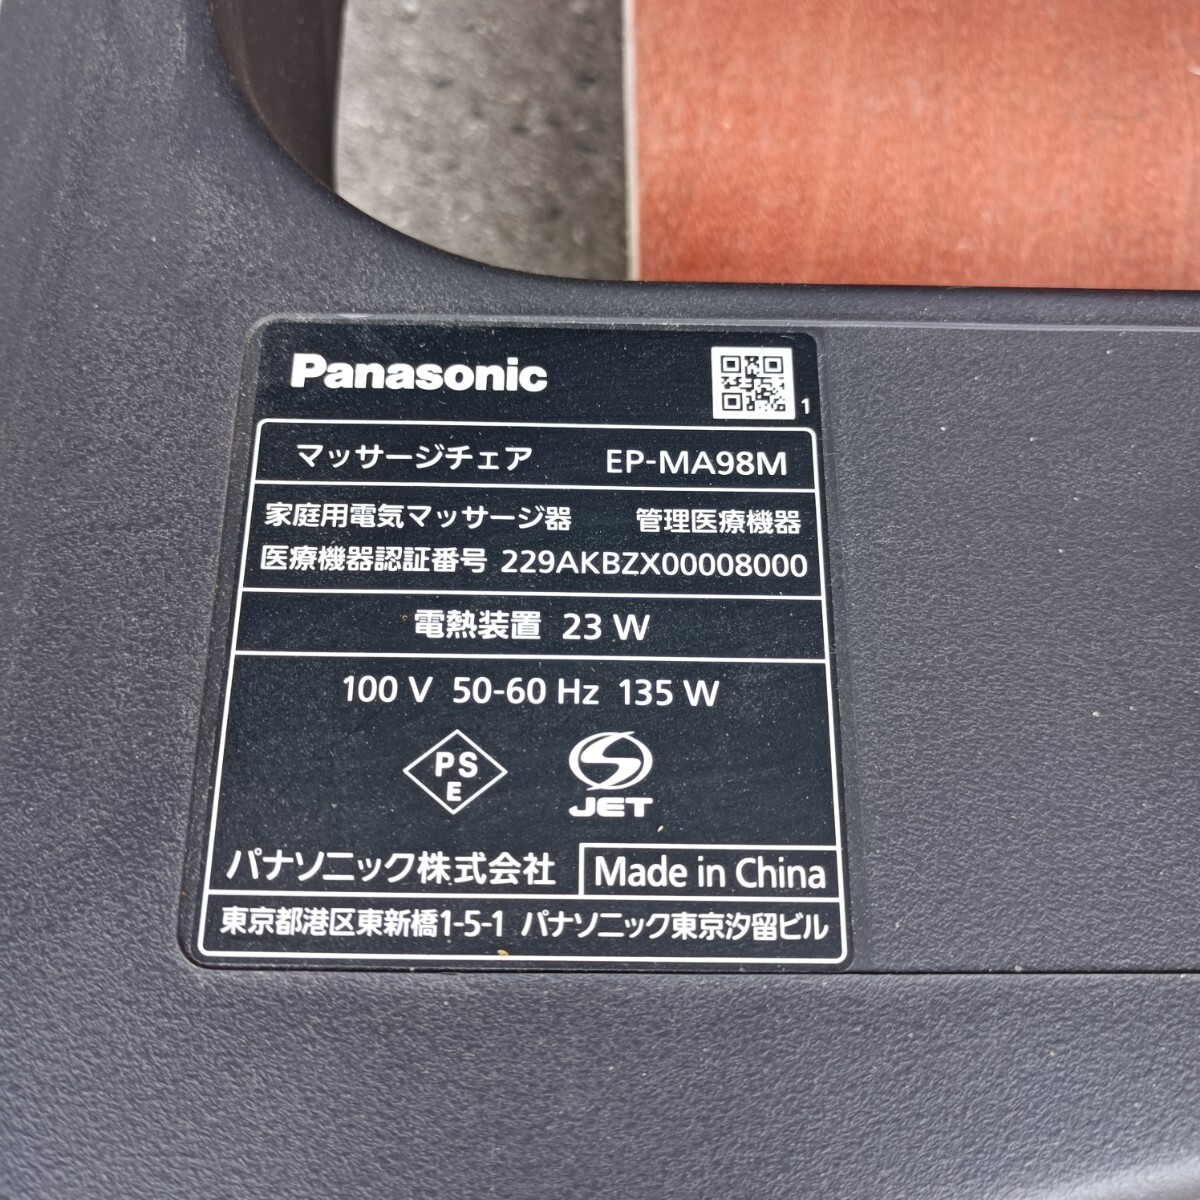 Panasonic
1
マッサージチェア EP-MA98M
家庭用電気マッサージ器 管理医療機器
医療機器認証番号 229AKBZX00008000
電熱装置 23 W
100 V 50-60 Hz 135 W
PS
E
JET
パナソニック株式会社 Made in China
東京都港区東新橋1-5-1 パナソニック東京汐留ビル